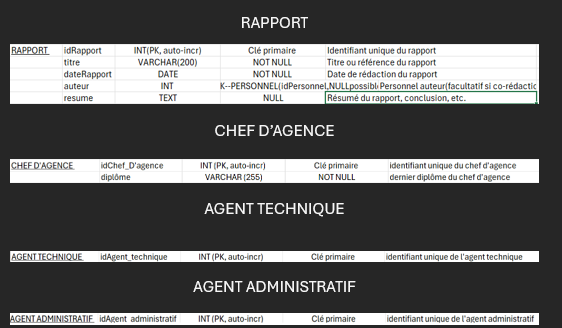 RAPPORT
RAPPORT idRapport INT(PK, auto-incr) Clé primaire Identifiant unique du rapport
titre VARCHAR(200) NOT NULL Titre ou référence du rapport
dateRapport DATE NOT NULL Date de rédaction du rapport
auteur INT K--PERSONNEL(idPersonnel,NULLpossibl Personnel auteur(facultatif si co-rédactic
resume TEXT NULL Résumé du rapport, conclusion, etc.
CHEF D’AGENCE
CHEF D'AGENCE idChef_D'agence INT (PK, auto-incr) Clé primaire identifiant unique du chef d'agence
diplôme VARCHAR (255) NOT NULL dernier diplôme du chef d'agence
AGENT TECHNIQUE
AGENT TECHNIQUE idAgent_technique INT (PK, auto-incr) Clé primaire identifiant unique de l'agent technique
AGENT ADMINISTRATIF
AGENT ADMINISTRATIF idAgent administratif INT (PK, auto-incr) Clé primaire identifiant unique de l'agent administratif